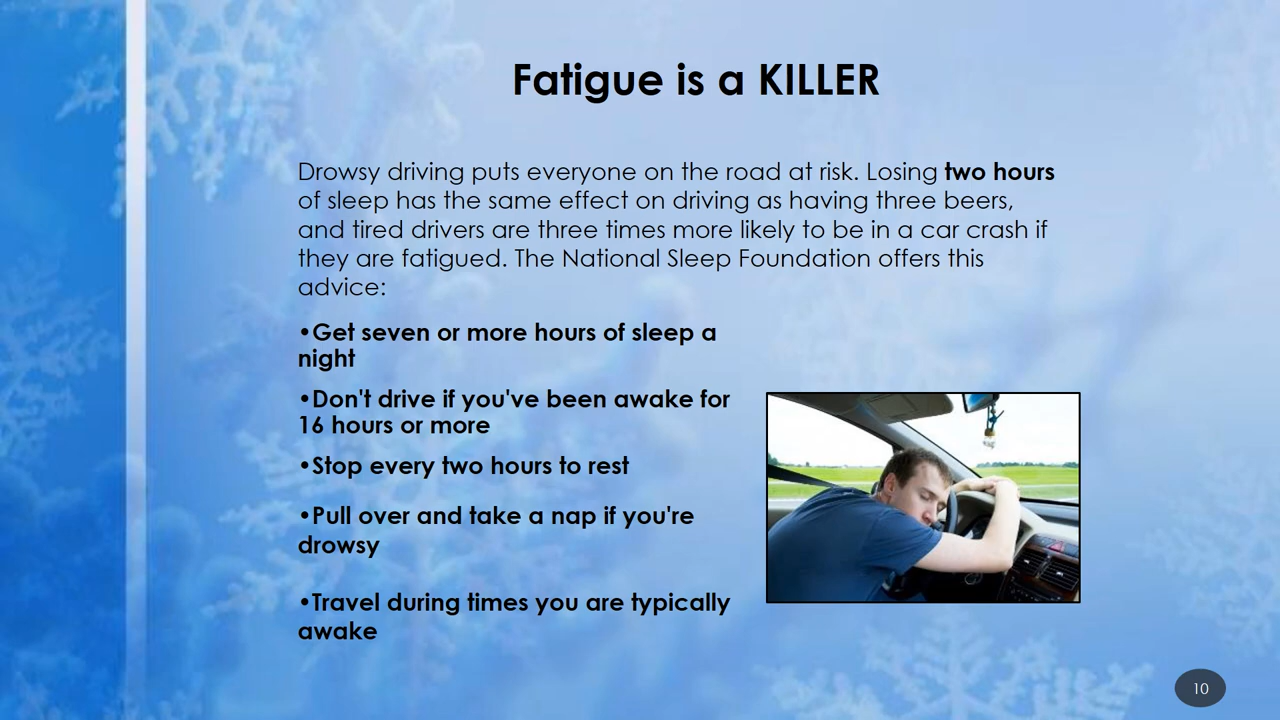 Fatigue is a KILLER
Drowsy driving puts everyone on the road at risk. Losing two hours
of sleep has the same effect on driving as having three beers,
and tired drivers are three times more likely to be in a car crash if
they are fatigued. The National Sleep Foundation offers this
advice:
•Get seven or more hours of sleep a
night
•Don't drive if you've been awake for
16 hours or more
•Stop every two hours to rest
•Pull over and take a nap if you're
drowsy
•Travel during times you are typically
awake
10